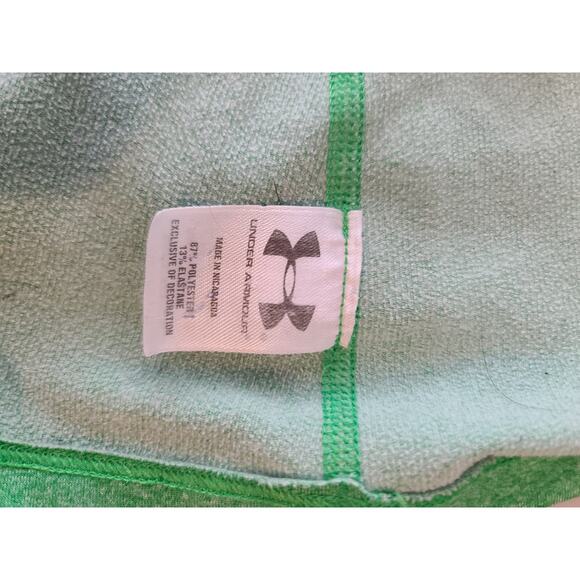 UNDER ARMOUR®
MADE IN NICARAGUA
87% POLYESTER
13% ELASTANE
EXCLUSIVE OF DECORATION